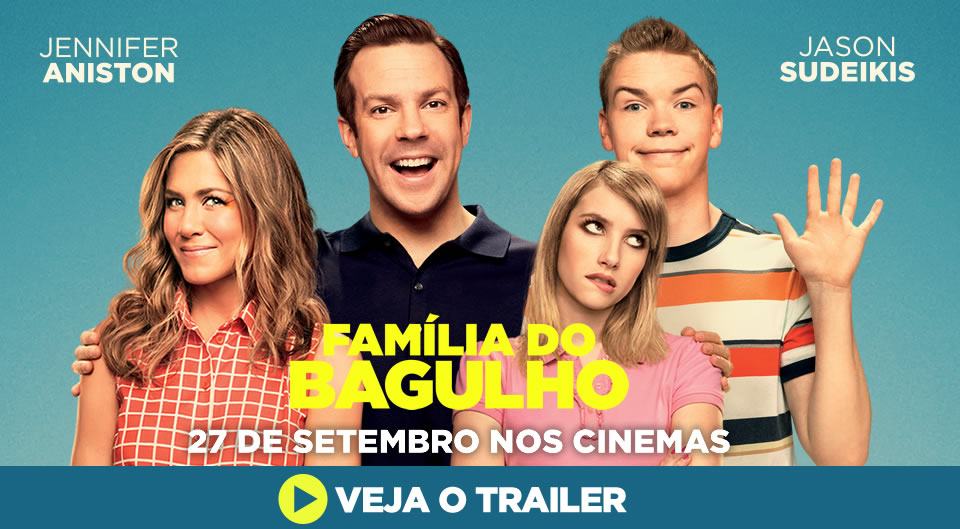 JENNIFER
ANISTON
JASON
SUDEIKIS
FAMÍLIA DO
BAGULHO
27 DE SETEMBRO NOS CINEMAS
VEJA O TRAILER